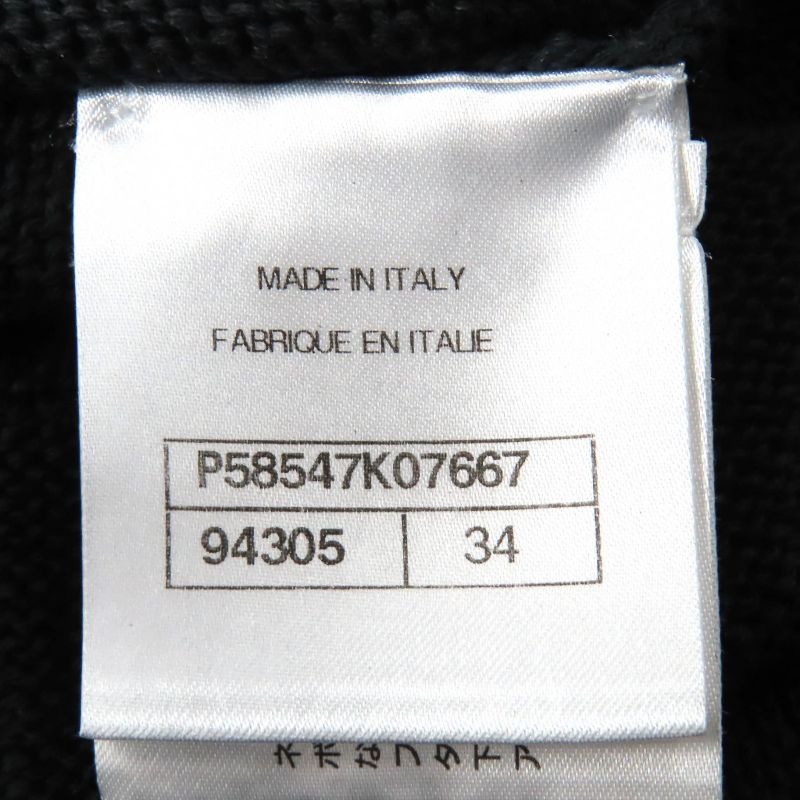 MADE IN ITALY
FABRIQUE EN ITALIE
P58547K07667
94305 34